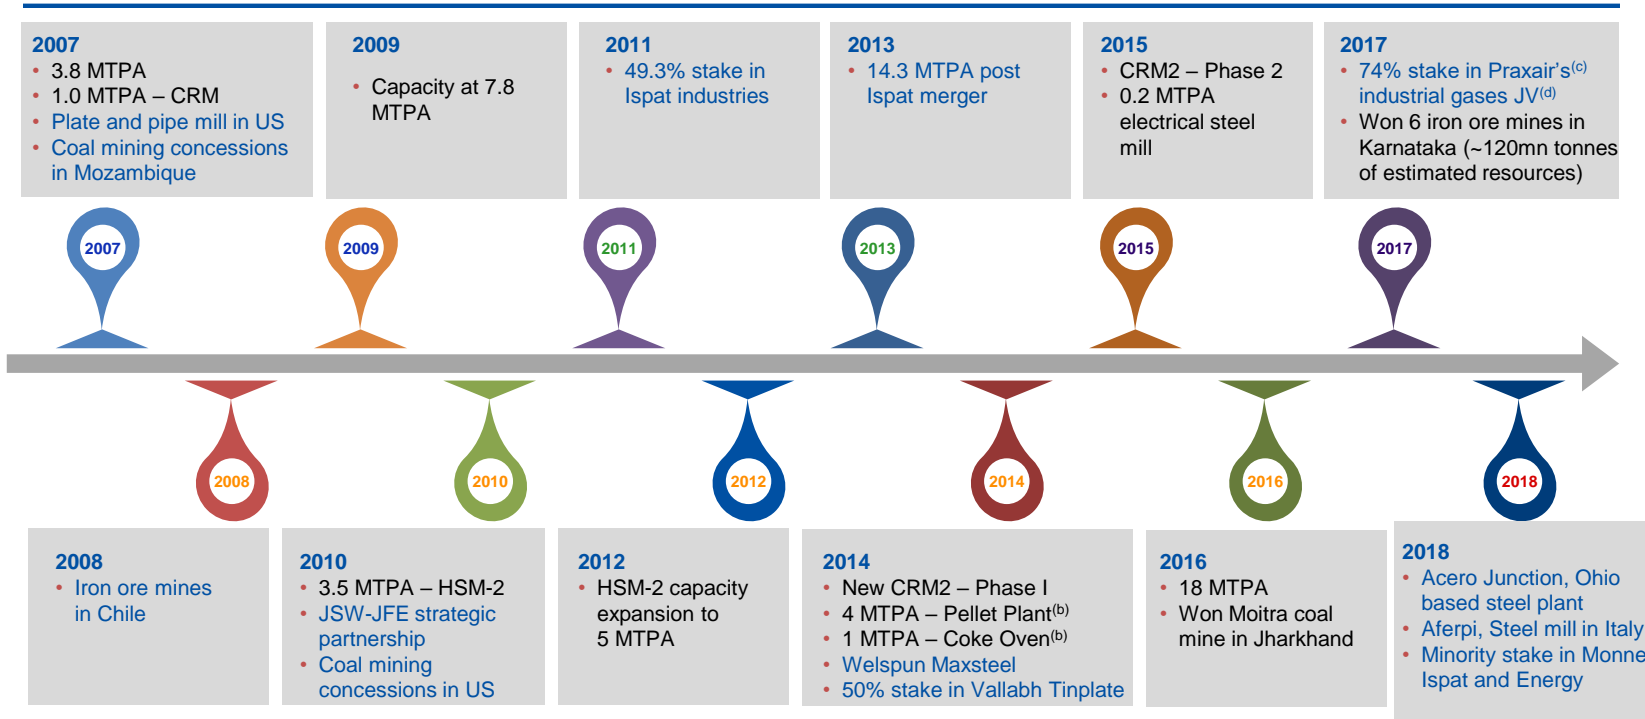 2007
• 3.8 MTPA
• 1.0 MTPA – CRM
• Plate and pipe mill in US
• Coal mining concessions
in Mozambique
2009
• Capacity at 7.8
MTPA
2011
• 49.3% stake in
Ispat industries
2013
• 14.3 MTPA post
Ispat merger
2015
• CRM2 – Phase 2
• 0.2 MTPA
electrical steel
mill
2017
• 74% stake in Praxair's(c)
industrial gases JV(d)
• Won 6 iron ore mines in
Karnataka (~120mn tonnes
of estimated resources)
2007
2009
2011
2013
2015
2017
2008
2010
2012
2014
2016
2018
2008
• Iron ore mines
in Chile
2010
• 3.5 MTPA – HSM-2
• JSW-JFE strategic
partnership
• Coal mining
concessions in US
2012
• HSM-2 capacity
expansion to
5 MTPA
2014
• New CRM2 – Phase I
• 4 MTPA – Pellet Plant(b)
• 1 MTPA – Coke Oven(b)
• Welspun Maxsteel
• 50% stake in Vallabh Tinplate
2016
• 18 MTPA
• Won Moitra coal
mine in Jharkhand
2018
• Acero Junction, Ohio
based steel plant
• Aferpi, Steel mill in Italy
• Minority stake in Monne
Ispat and Energy